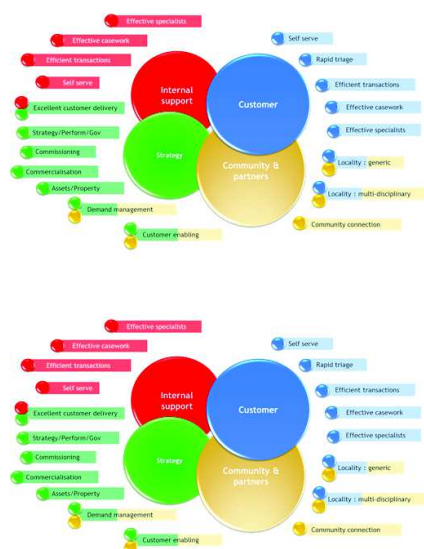 Effective specialists
Effective casework
Efficient transactions
Self serve
Excellent customer delivery
Strategy/Perform/Gov
Commissioning
Commercialisation
Assets/Property
Demand management
Customer enabling
Internal
support
Customer
Strategy
Community &
partners
Self serve
Rapid triage
Efficient transactions
Effective casework
Effective specialists
Locality : generic
Locality : multi-disciplinary
Community connection
Effective specialists
Effective casework
Efficient transactions
Self serve
Excellent customer delivery
Strategy/Perform/Gov
Commissioning
Commercialisation
Assets/Property
Demand management
Customer enabling
Internal
support
Customer
Strategy
Community &
partners
Self serve
Rapid triage
Efficient transactions
Effective casework
Effective specialists
Locality : generic
Locality : multi-disciplinary
Community connection